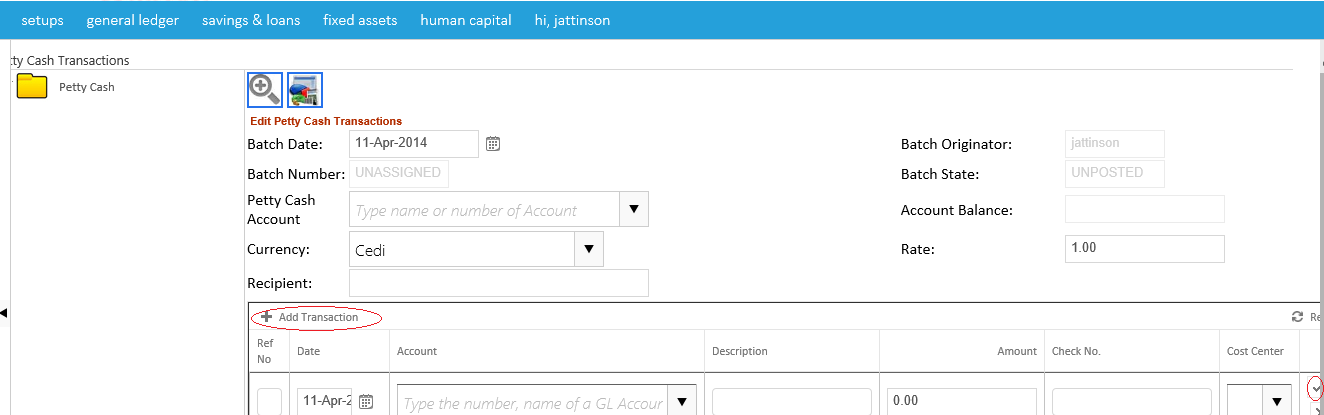 setups general ledger savings & loans fixed assets human capital hi, jattinson
ty Cash Transactions
Petty Cash
Edit Petty Cash Transactions
Batch Date: 11-Apr-2014 Batch Originator: jattinson
Batch Number: UNASSIGNED Batch State: UNPOSTED
Petty Cash
Account Type name or number of Account Account Balance:
Currency: Cedi Rate: 1.00
Recipient:
Add Transaction Re
Ref
No Date Account Description Amount Check No. Cost Center
11-Apr-2 Type the number, name of a GL Accour 0.00